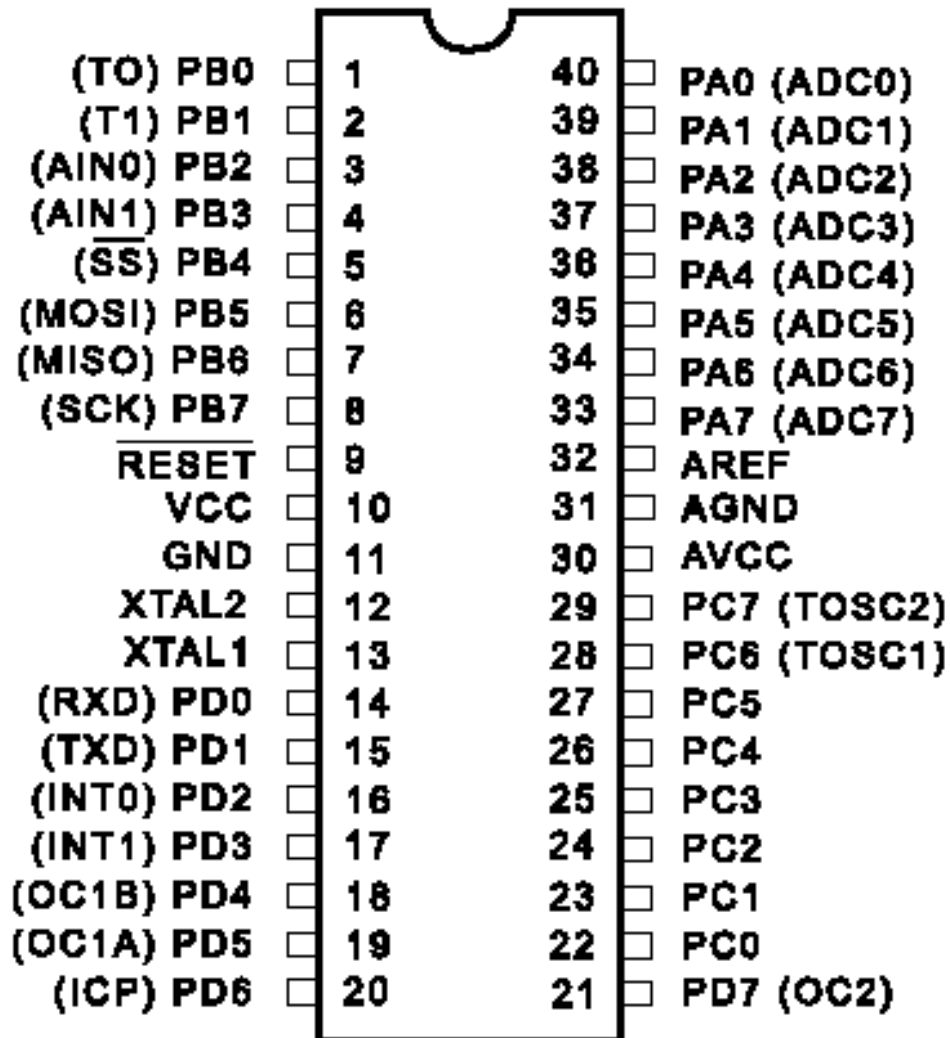 (TO) PB0 1 40 PA0 (ADC0)
(T1) PB1 2 39 PA1 (ADC1)
(AIN0) PB2 3 38 PA2 (ADC2)
(AIN1) PB3 4 37 PA3 (ADC3)
(SS) PB4 5 36 PA4 (ADC4)
(MOSI) PB5 6 35 PA5 (ADC5)
(MISO) PB6 7 34 PA6 (ADC6)
(SCK) PB7 8 33 PA7 (ADC7)
RESET 9 32 AREF
VCC 10 31 AGND
GND 11 30 AVCC
XTAL2 12 29 PC7 (TOSC2)
XTAL1 13 28 PC6 (TOSC1)
(RXD) PD0 14 27 PC5
(TXD) PD1 15 26 PC4
(INT0) PD2 16 25 PC3
(INT1) PD3 17 24 PC2
(OC1B) PD4 18 23 PC1
(OC1A) PD5 19 22 PC0
(ICP) PD6 20 21 PD7 (OC2)